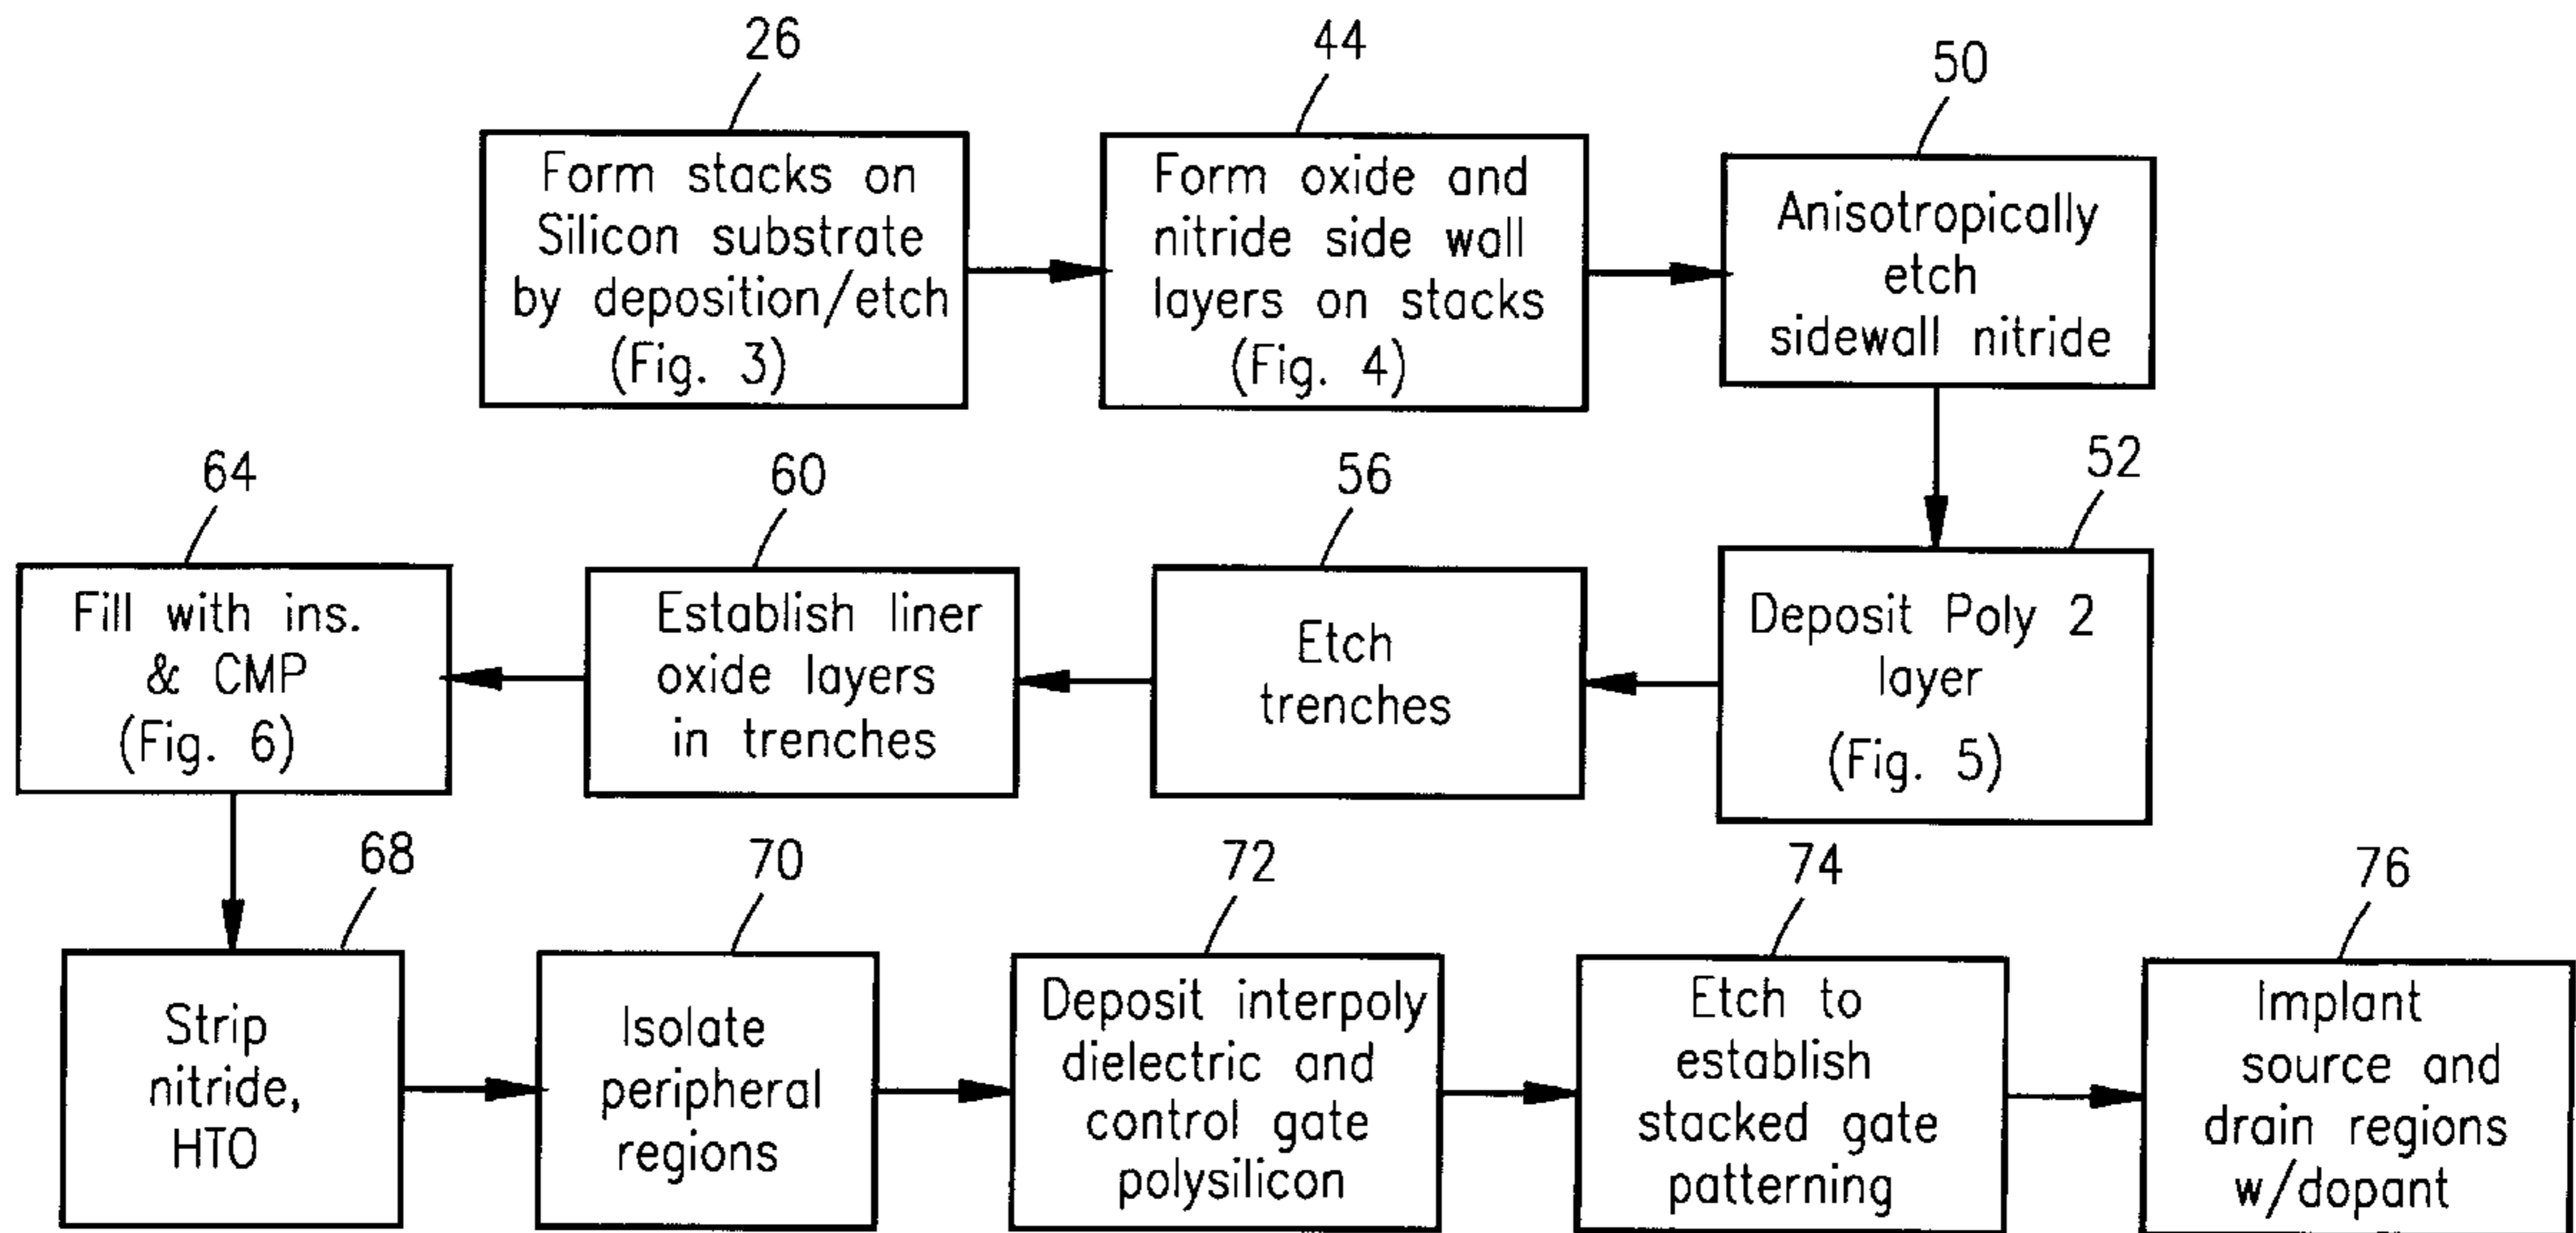 26
Form stacks on
Silicon substrate
by deposition/etch
(Fig. 3)
44
Form oxide and
nitride side wall
layers on stacks
(Fig. 4)
50
Anisotropically
etch
sidewall nitride
52
Deposit Poly 2
layer
(Fig. 5)
56
Etch
trenches
60
Establish liner
oxide layers
in trenches
64
Fill with ins.
& CMP
(Fig. 6)
68
Strip
nitride,
HTO
70
Isolate
peripheral
regions
72
Deposit interpoly
dielectric and
control gate
polysilicon
74
Etch to
establish
stacked gate
patterning
76
Implant
source and
drain regions
w/dopant